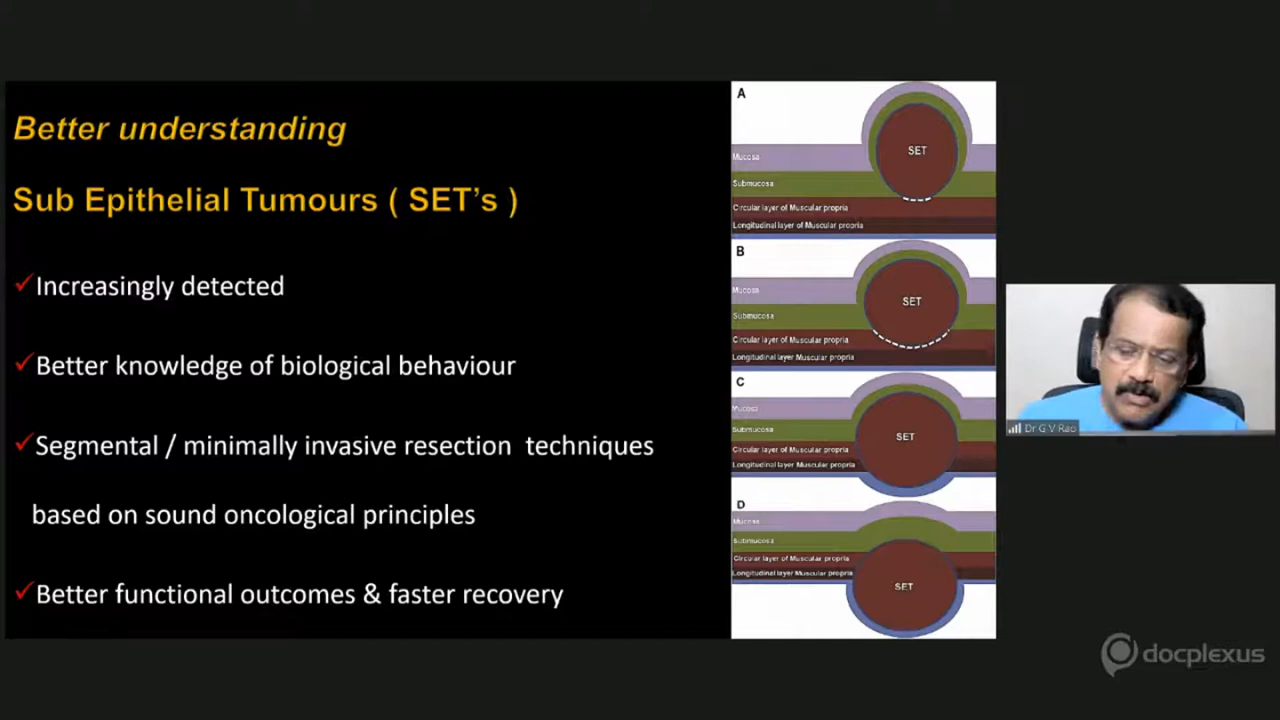 Better understanding
Sub Epithelial Tumours ( SET's )
✓Increasingly detected
✓Better knowledge of biological behaviour
✓Segmental / minimally invasive resection techniques
based on sound oncological principles
✓Better functional outcomes & faster recovery
A
SET
Mucosa
Submucosa
Circular layer of Muscular propria
Longitudinal layer of Muscular propria
B
Mucosa
SET
Submucosa
Circular layer of Muscular propria
Longitudinal layer Muscular propria
C
Mucosa
Submucosa
SET
Circular layer of Muscular propria
Longitudinal layer Muscular propria
D
Mucosa
Submucosa
Circular layer of Muscular propria
Longitudinal layer Muscular propria
SET
Dr G V Rao
docplexus